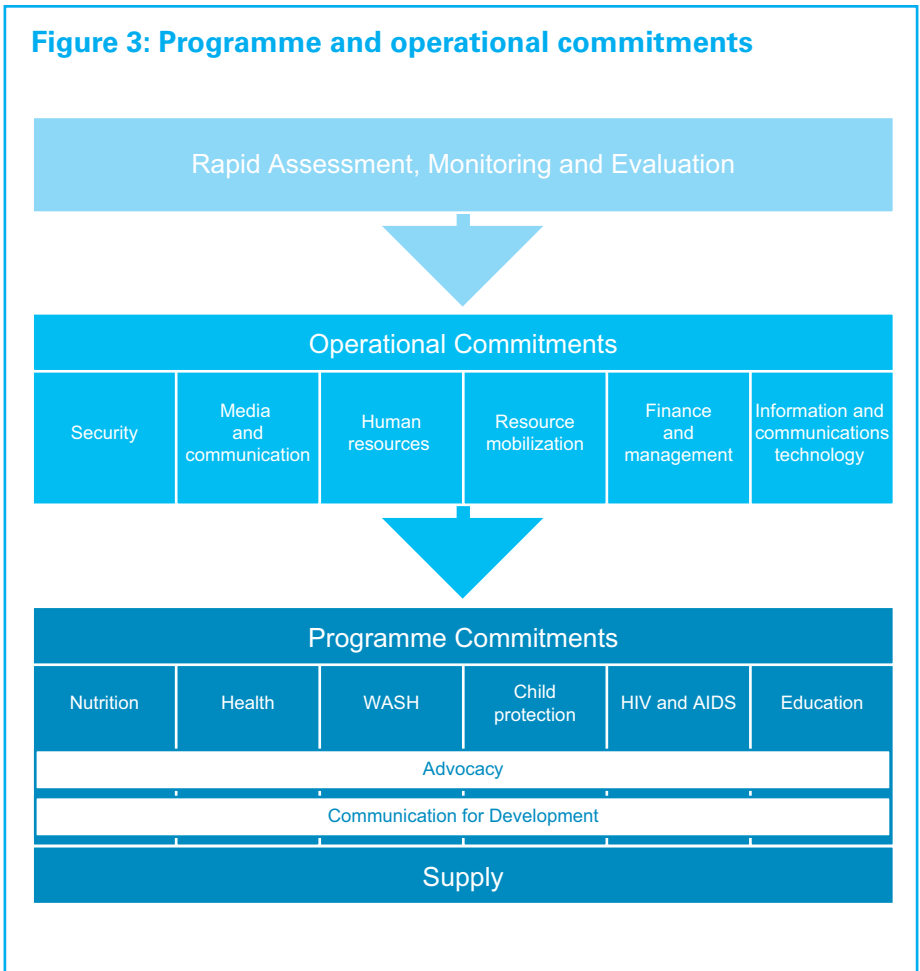 Figure 3: Programme and operational commitments
Rapid Assessment, Monitoring and Evaluation
Operational Commitments
Security
Media
and
communication
Human
resources
Resource
mobilization
Finance
and
management
Information and
communications
technology
Programme Commitments
Nutrition
Health
WASH
Child
protection
HIV and AIDS
Education
Advocacy
Communication for Development
Supply